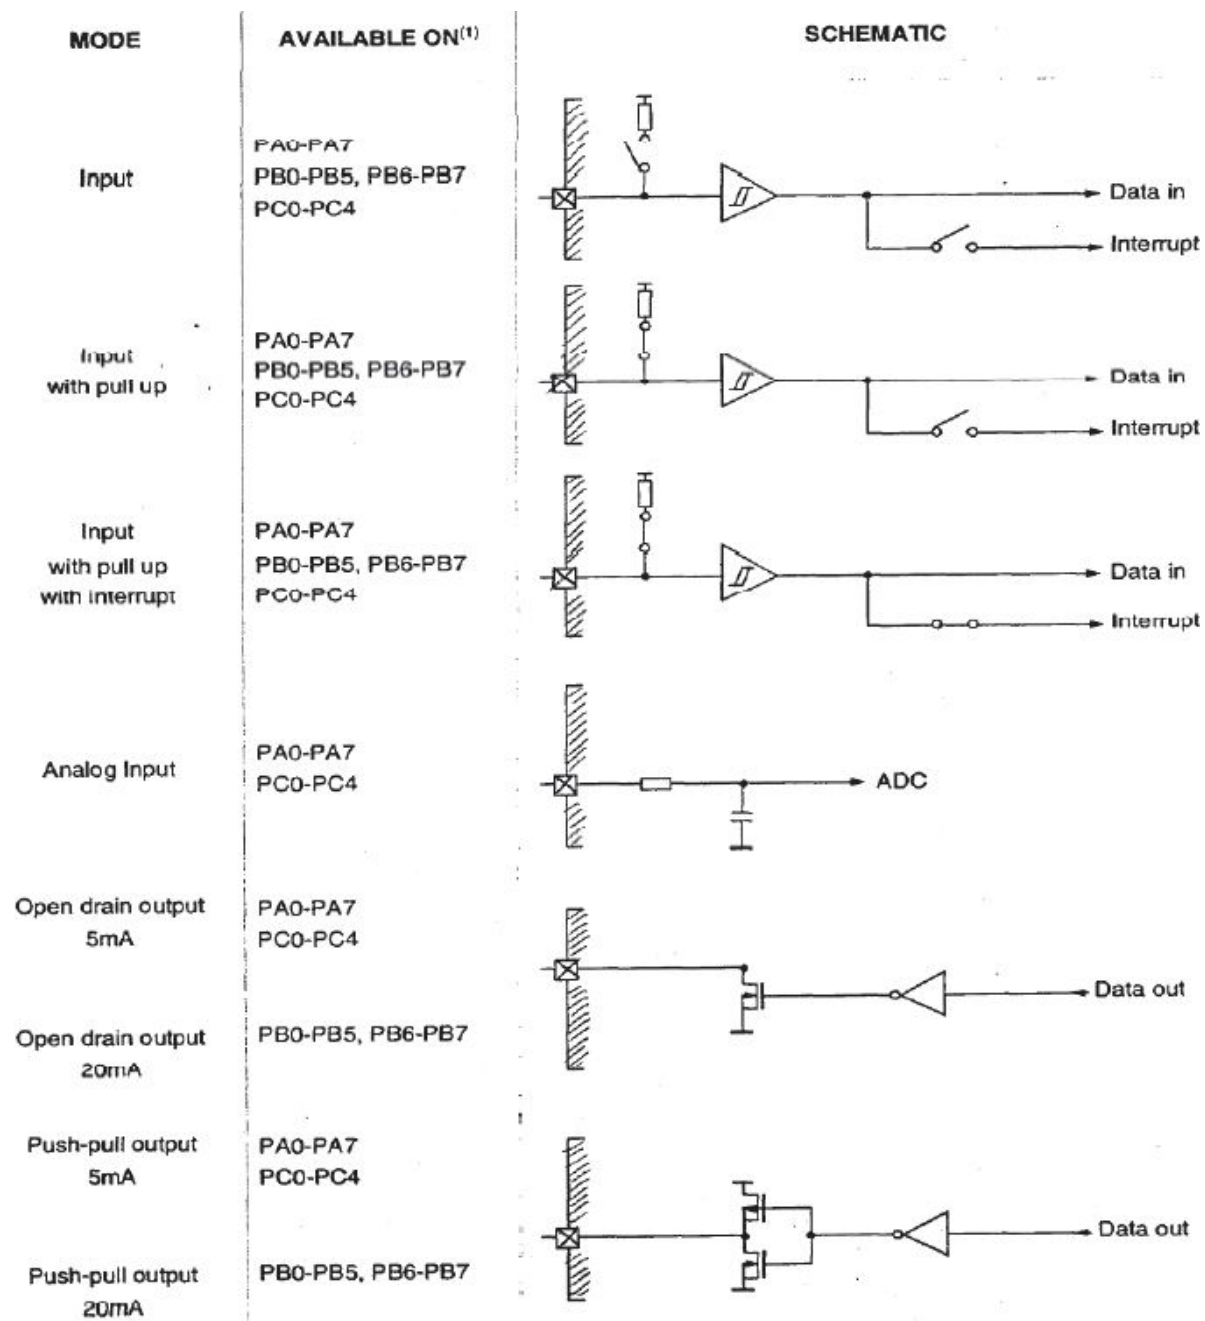 MODE AVAILABLE ON(1) SCHEMATIC
Input
PA0-PA7
PB0-PB5, PB6-PB7
PC0-PC4
Data in
Interrupt
Input
with pull up
PA0-PA7
PB0-PB5, PB6-PB7
PC0-PC4
Data in
Interrupt
Input
with pull up
with interrupt
PA0-PA7
PB0-PB5, PB6-PB7
PC0-PC4
Data in
Interrupt
Analog Input
PA0-PA7
PC0-PC4
ADC
Open drain output
5mA
PA0-PA7
PC0-PC4
Data out
Open drain output
20mA
PB0-PB5, PB6-PB7
Push-pull output
5mA
PA0-PA7
PC0-PC4
Data out
Push-pull output
20mA
PB0-PB5, PB6-PB7